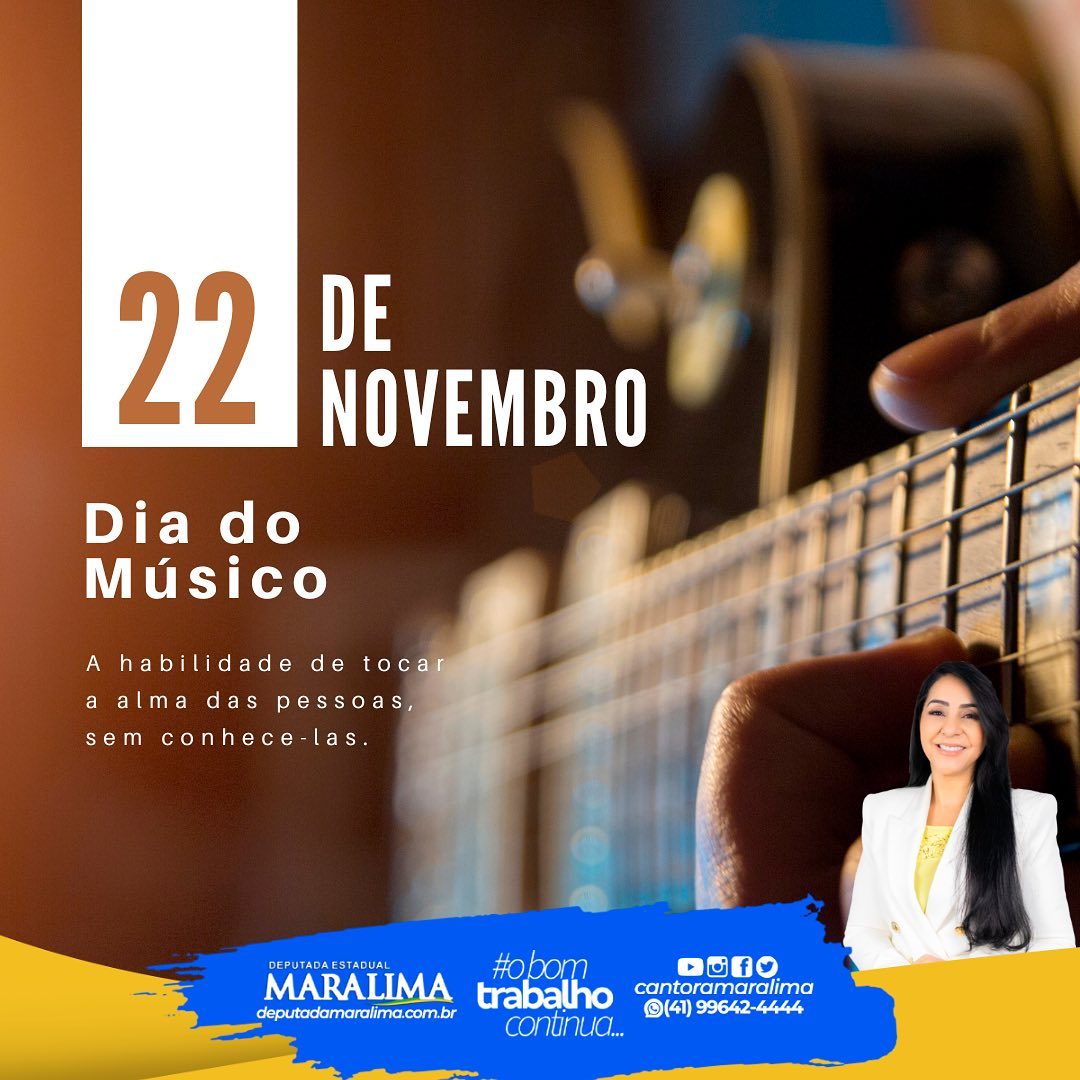 22
DE
NOVEMBRO
Dia do
Músico
A habilidade de tocar
a alma das pessoas,
sem conhece-las.
DEPUTADA ESTADUAL
MARALIMA
deputadamaralima.com.br
#o bom
trabalho
continua...
cantoramaralima
(41) 99642-4444